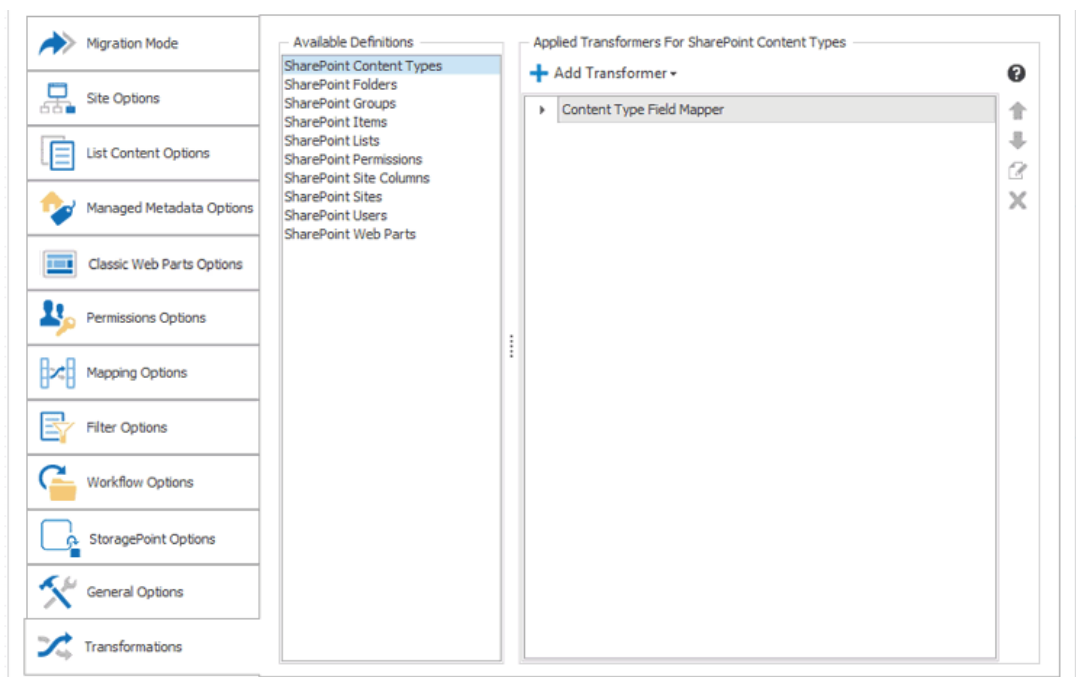 Migration Mode
Site Options
List Content Options
Managed Metadata Options
Classic Web Parts Options
Permissions Options
Mapping Options
Filter Options
Workflow Options
StoragePoint Options
General Options
Transformations
Available Definitions
SharePoint Content Types
SharePoint Folders
SharePoint Groups
SharePoint Items
SharePoint Lists
SharePoint Permissions
SharePoint Site Columns
SharePoint Sites
SharePoint Users
SharePoint Web Parts
Applied Transformers For SharePoint Content Types
Add Transformer
Content Type Field Mapper